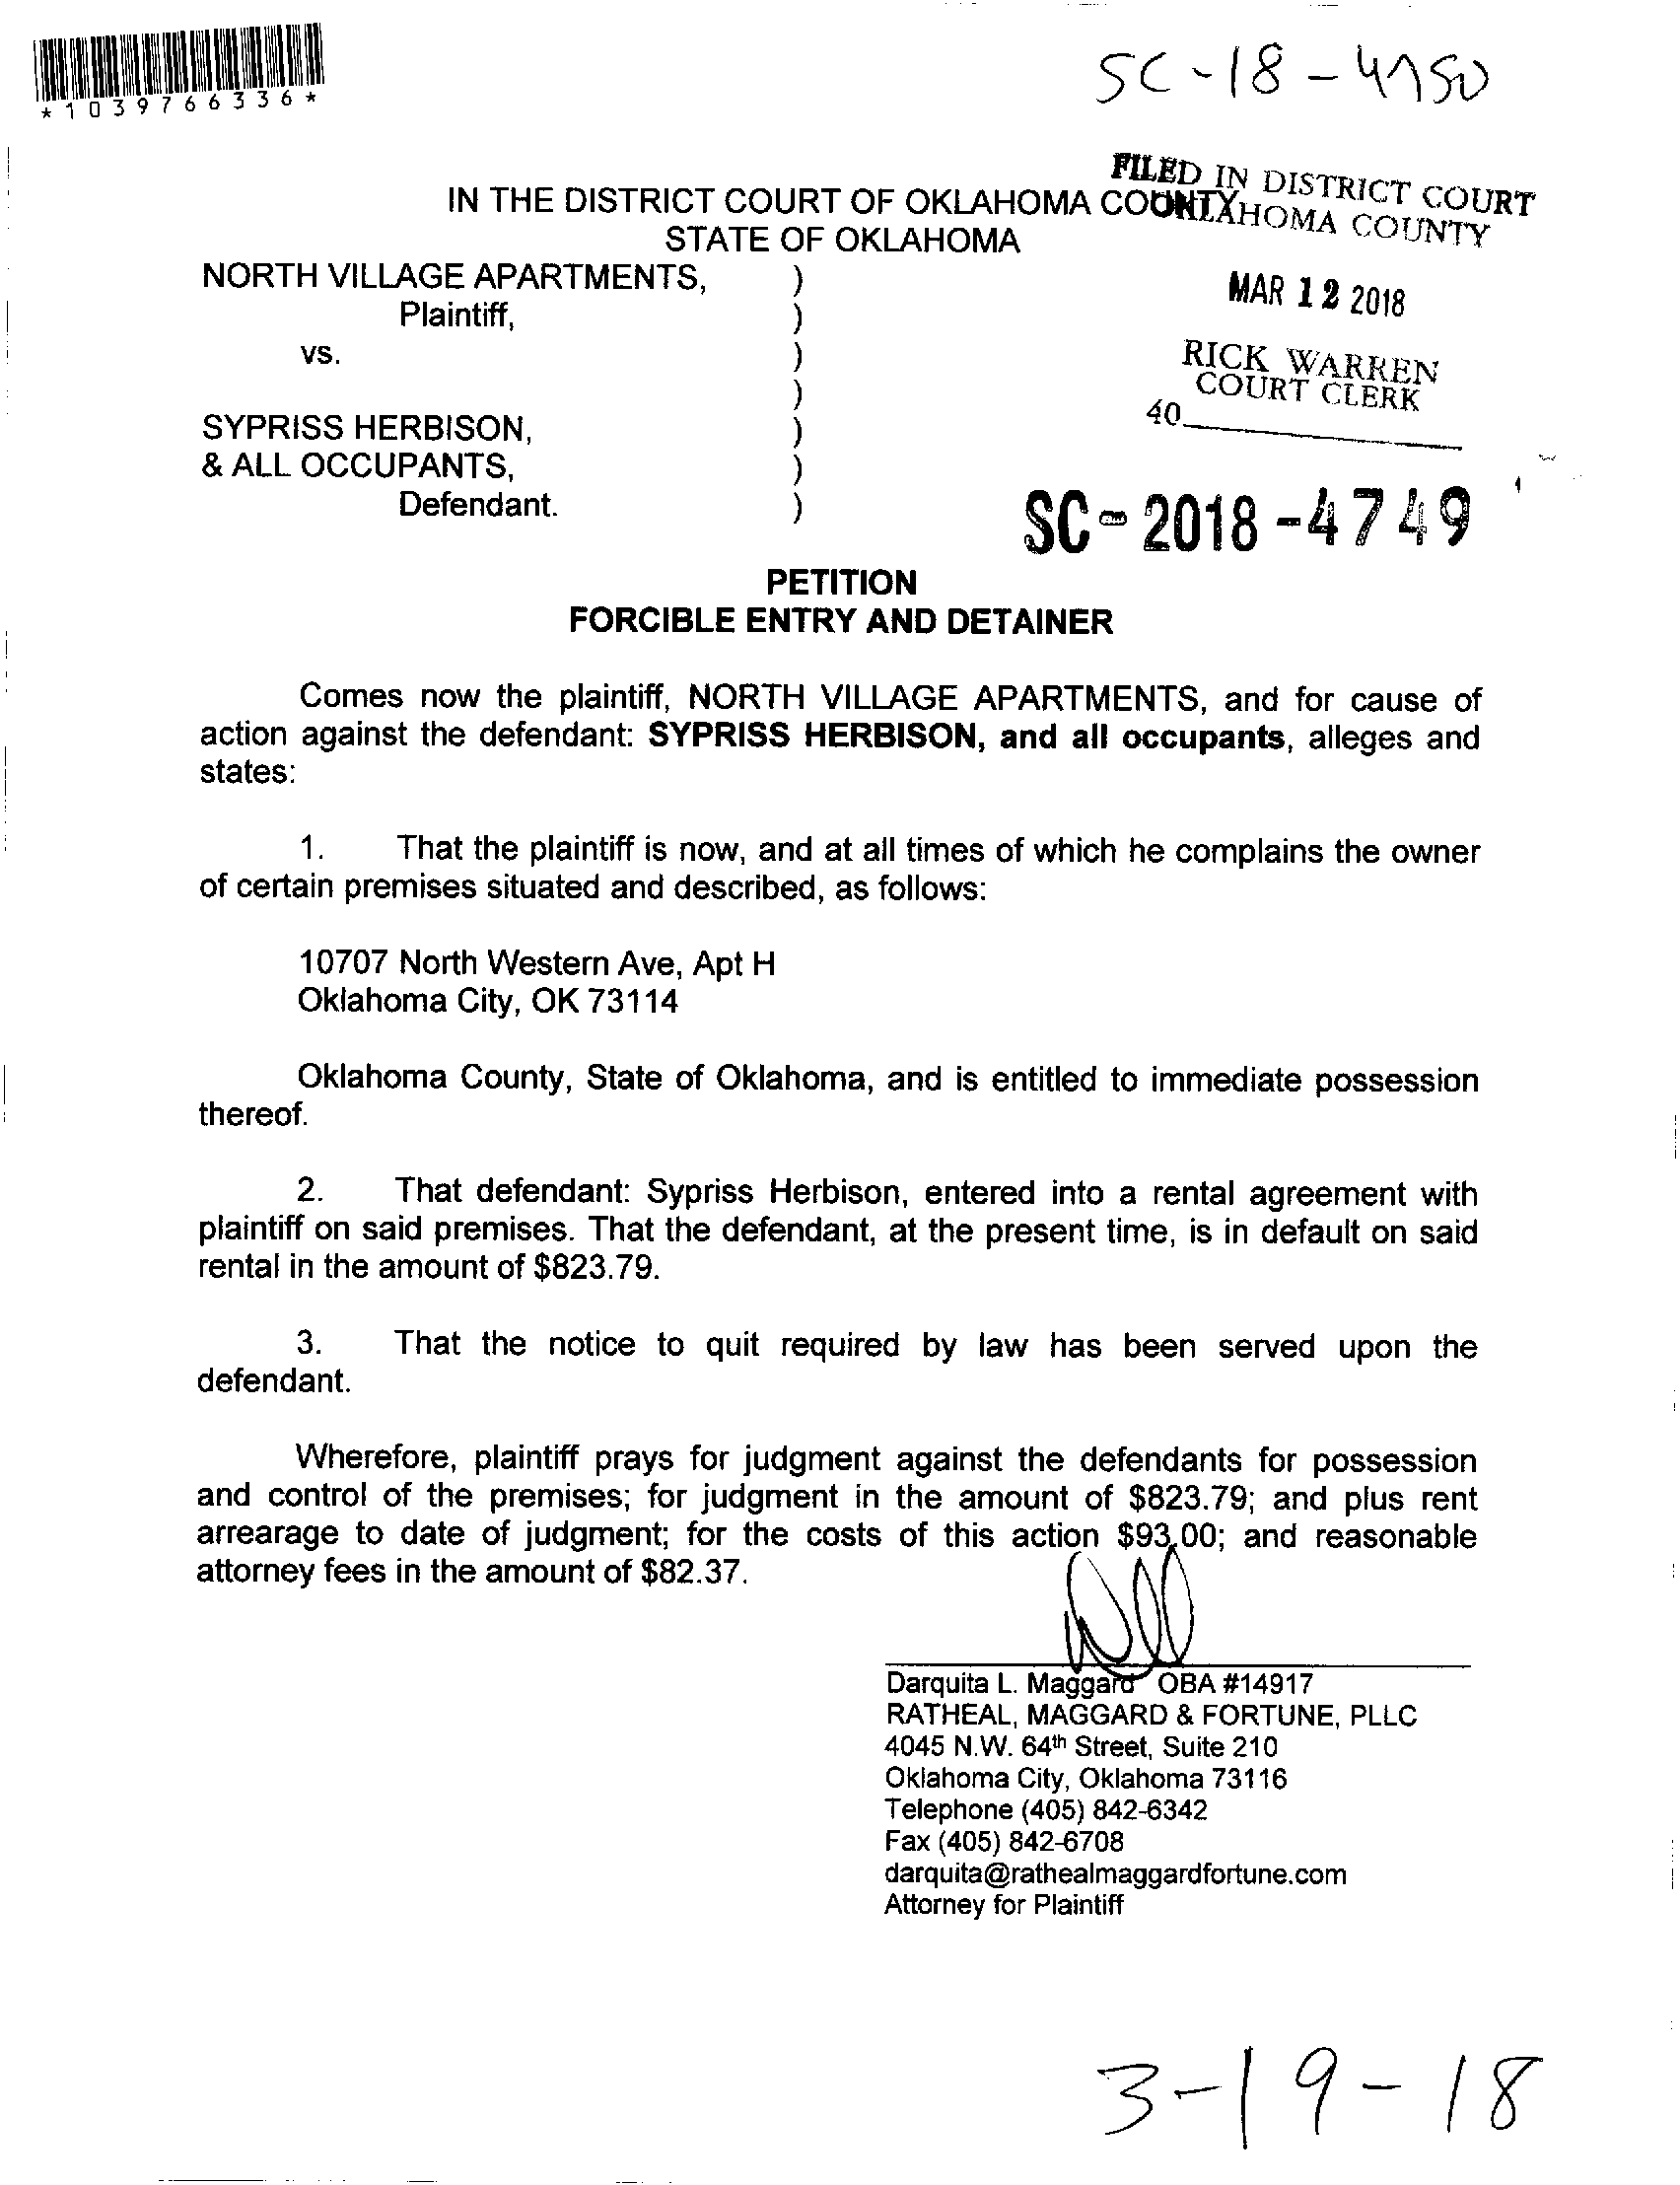 *1039766336*
SC-18-4750
FILED IN DISTRICT COURT
OKLAHOMA COUNTY
IN THE DISTRICT COURT OF OKLAHOMA COUNTY
STATE OF OKLAHOMA
MAR 12 2018
RICK WARREN
COURT CLERK
40
NORTH VILLAGE APARTMENTS, )
Plaintiff, )
vs. )
)
SYPRISS HERBISON, )
& ALL OCCUPANTS, )
Defendant. )
SC-2018-4749
PETITION
FORCIBLE ENTRY AND DETAINER
Comes now the plaintiff, NORTH VILLAGE APARTMENTS, and for cause of
action against the defendant: SYPRISS HERBISON, and all occupants, alleges and
states:
1. That the plaintiff is now, and at all times of which he complains the owner
of certain premises situated and described, as follows:
10707 North Western Ave, Apt H
Oklahoma City, OK 73114
Oklahoma County, State of Oklahoma, and is entitled to immediate possession
thereof.
2. That defendant: Sypriss Herbison, entered into a rental agreement with
plaintiff on said premises. That the defendant, at the present time, is in default on said
rental in the amount of $823.79.
3. That the notice to quit required by law has been served upon the
defendant.
Wherefore, plaintiff prays for judgment against the defendants for possession
and control of the premises; for judgment in the amount of $823.79; and plus rent
arrearage to date of judgment; for the costs of this action $93.00; and reasonable
attorney fees in the amount of $82.37.
Darquita L. Maggard OBA #14917
RATHEAL, MAGGARD & FORTUNE, PLLC
4045 N.W. 64th Street, Suite 210
Oklahoma City, Oklahoma 73116
Telephone (405) 842-6342
Fax (405) 842-6708
darquita@rathealmaggardfortune.com
Attorney for Plaintiff
3-19-18